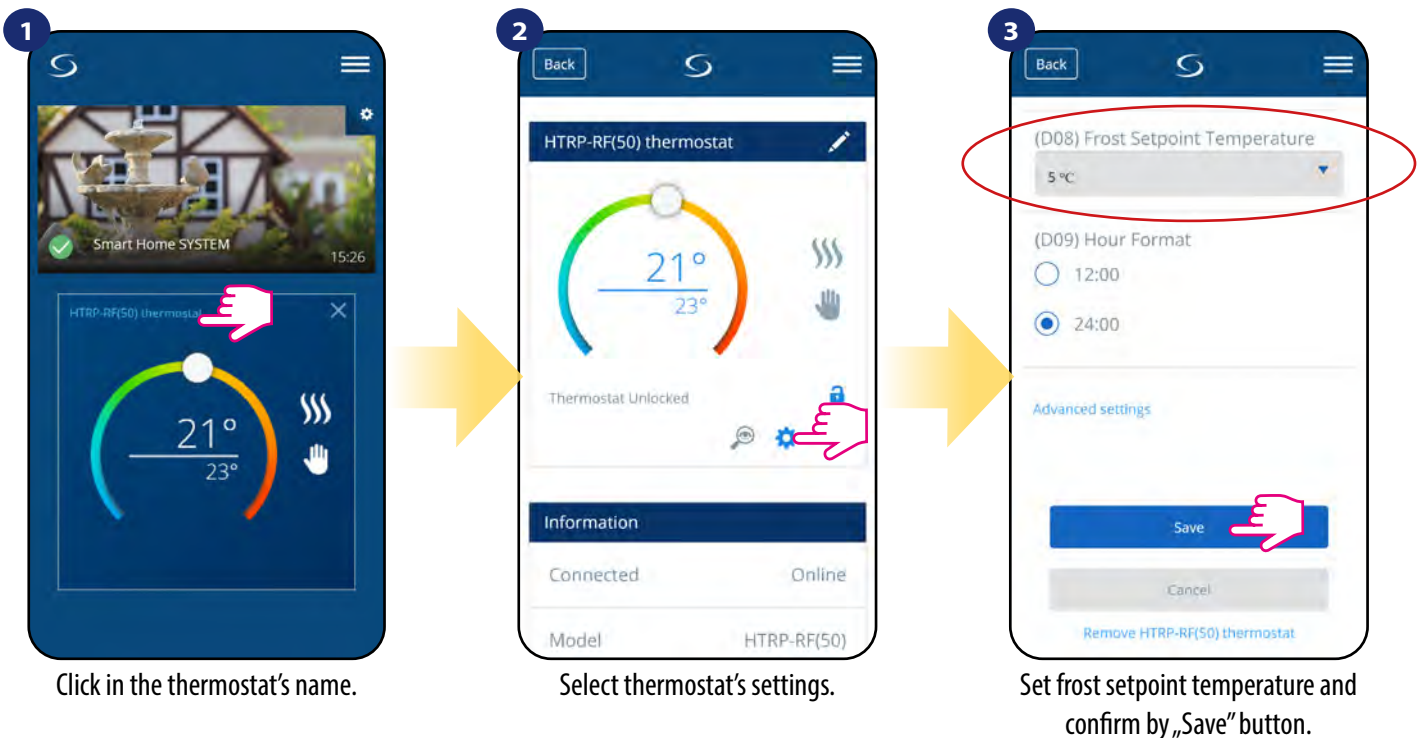 1
Smart Home SYSTEM
15:26
HTRP-RF(50) thermostat
21°
23°
Click in the thermostat's name.
2
Back
HTRP-RF(50) thermostat
21°
23°
Thermostat Unlocked
Information
Connected Online
Model HTRP-RF(50)
Select thermostat's settings.
3
Back
(D08) Frost Setpoint Temperature
5 °C
(D09) Hour Format
12:00
24:00
Advanced settings
Save
Cancel
Remove HTRP-RF(50) thermostat
Set frost setpoint temperature and
confirm by „Save” button.